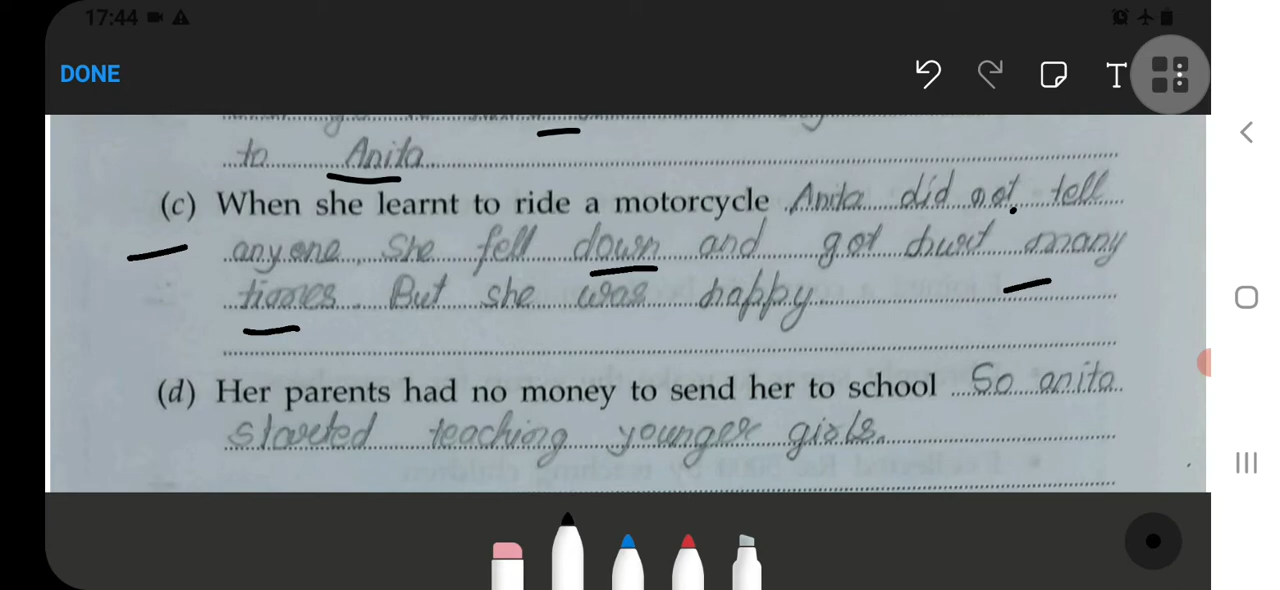 17:44
DONE
T
to Anita
(c) When she learnt to ride a motorcycle Anita did not tell
anyone. She fell down and got hurt many
times. But she was happy.
(d) Her parents had no money to send her to school So anita
started teaching younger girls.